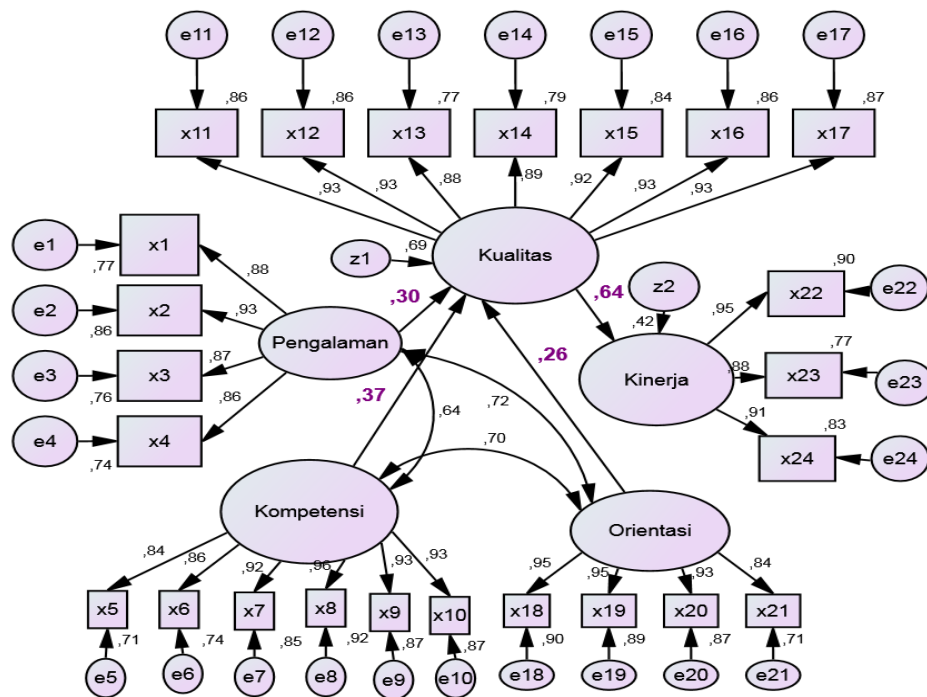 e11 e12 e13 e14 e15 e16 e17
,86 ,86 ,77 ,79 ,84 ,86 ,87
x11 x12 x13 x14 x15 x16 x17
,93 ,93 ,88 ,89 ,92 ,93 ,93
e1 x1
,77 ,88
z1 ,69 Kualitas
z2
,90
x22 e22
e2 x2
,86 ,93
,30 ,64 ,42 ,95
Pengalaman
Kinerja
e3 x3 ,87
,76
,26
,88 x23 ,77 e23
e4 x4 ,86
,74
,37 ,64 ,72
,91 ,83
x24 e24
,70
Kompetensi
Orientasi
,84 ,86 ,92 ,96 ,93 ,93
,95 ,95 ,93 ,84
x5 x6 x7 x8 x9 x10
x18 x19 x20 x21
,71 ,74 ,85 ,92 ,87 ,87
,90 ,89 ,87 ,71
e5 e6 e7 e8 e9 e10
e18 e19 e20 e21